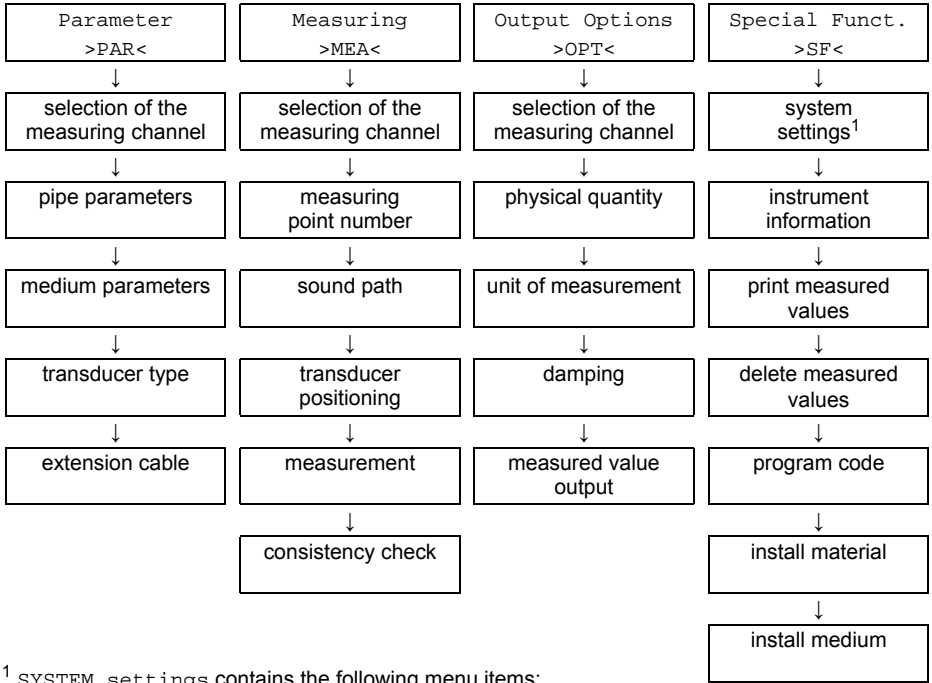 Parameter
>PAR<
↓
selection of the
measuring channel
↓
pipe parameters
↓
medium parameters
↓
transducer type
↓
extension cable
Measuring
>MEA<
↓
selection of the
measuring channel
↓
measuring
point number
↓
sound path
↓
transducer
positioning
↓
measurement
↓
consistency check
Output Options
>OPT<
↓
selection of the
measuring channel
↓
physical quantity
↓
unit of measurement
↓
damping
↓
measured value
output
Special Funct.
>SF<
↓
system
settings1
↓
instrument
information
↓
print measured
values
↓
delete measured
values
↓
program code
↓
install material
↓
install medium
1 SYSTEM settings contains the following menu items: